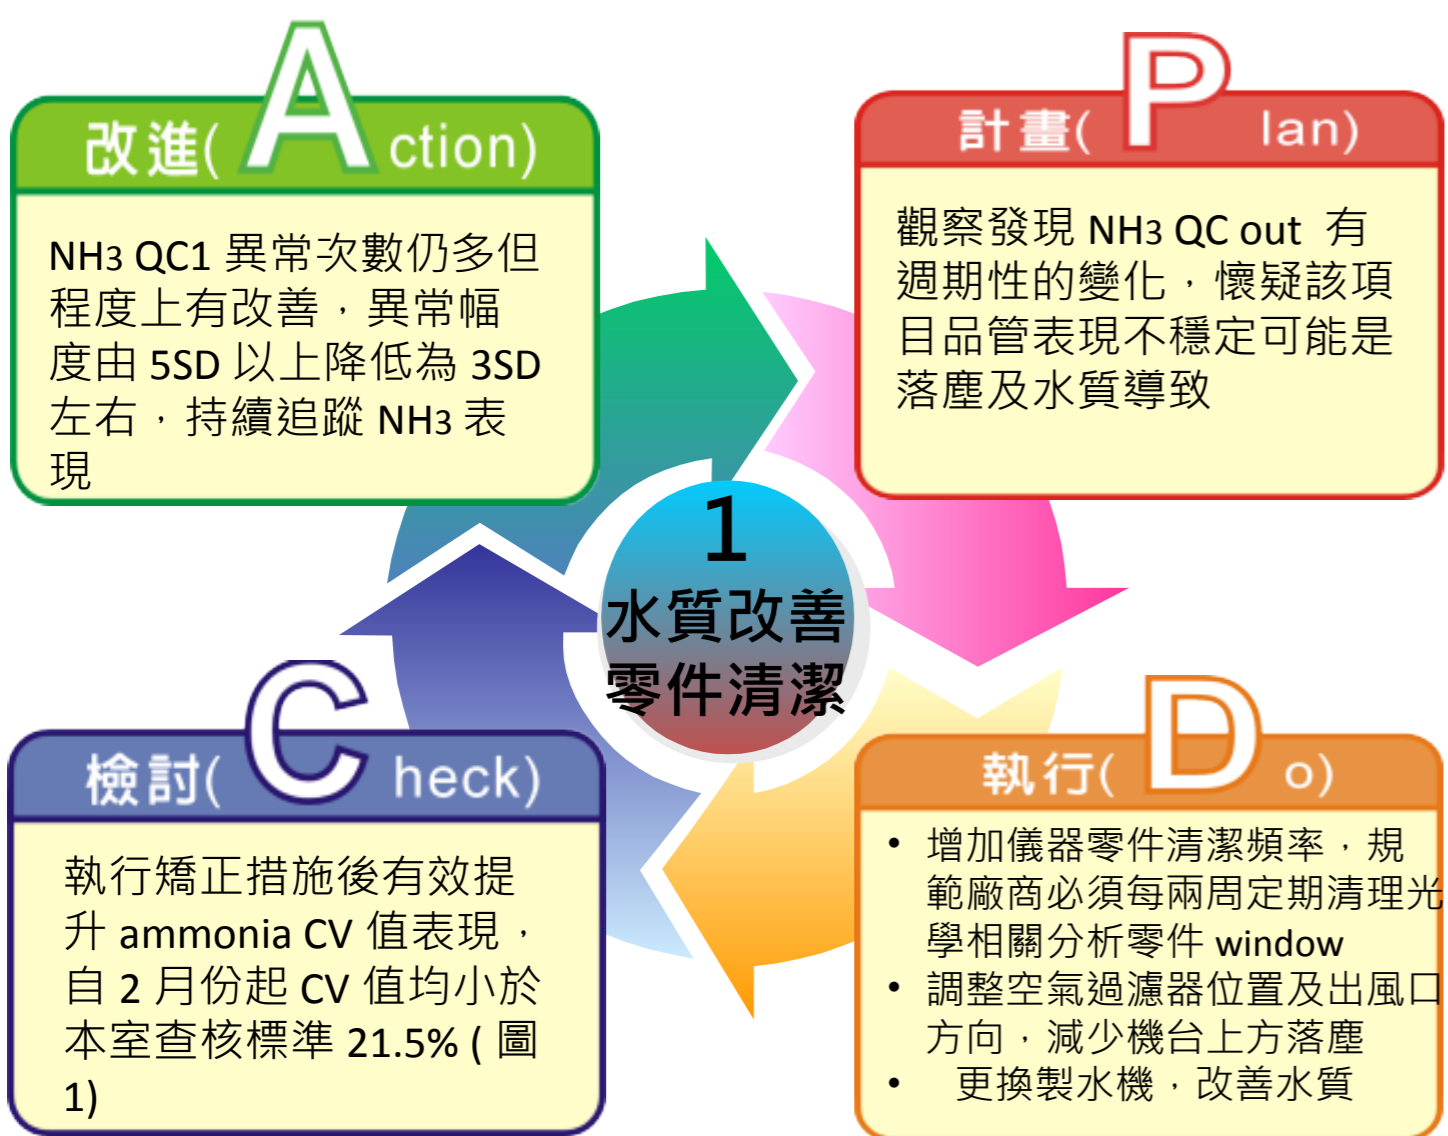 改進( Action)
NH3 QC1 異常次數仍多但
程度上有改善，異常幅
度由 5SD 以上降低為 3SD
左右，持續追蹤 NH3 表
現
計畫( Plan)
觀察發現 NH3 QC out 有
週期性的變化，懷疑該項
目品管表現不穩定可能是
落塵及水質導致
1
水質改善
零件清潔
檢討( Check)
執行矯正措施後有效提
升 ammonia CV 值表現，
自 2 月份起 CV 值均小於
本室查核標準 21.5% ( 圖
1)
執行( Do)
• 增加儀器零件清潔頻率，規
範廠商必須每兩周定期清理光
學相關分析零件 window
• 調整空氣過濾器位置及出風口
方向，減少機台上方落塵
• 更換製水機，改善水質